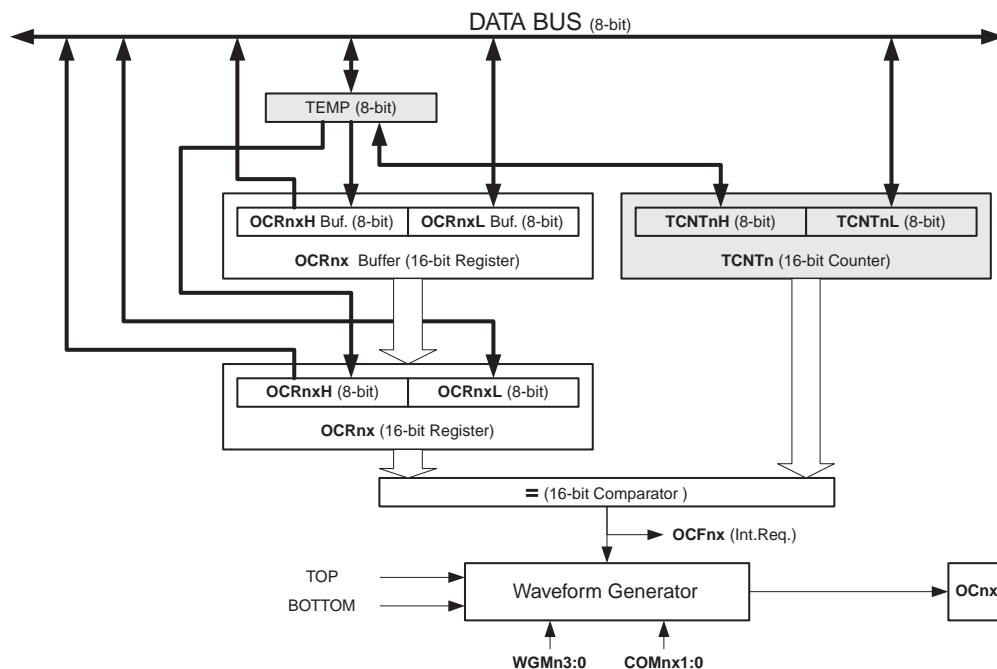 DATA BUS (8-bit)
TEMP (8-bit)
OCRnxH Buf. (8-bit) OCRnxL Buf. (8-bit)
OCRnx Buffer (16-bit Register)
TCNTnH (8-bit) TCNTnL (8-bit)
TCNTn (16-bit Counter)
OCRnxH (8-bit) OCRnxL (8-bit)
OCRnx (16-bit Register)
= (16-bit Comparator )
OCFnx (Int.Req.)
TOP
BOTTOM
Waveform Generator
OCnx
WGMn3:0 COMnx1:0